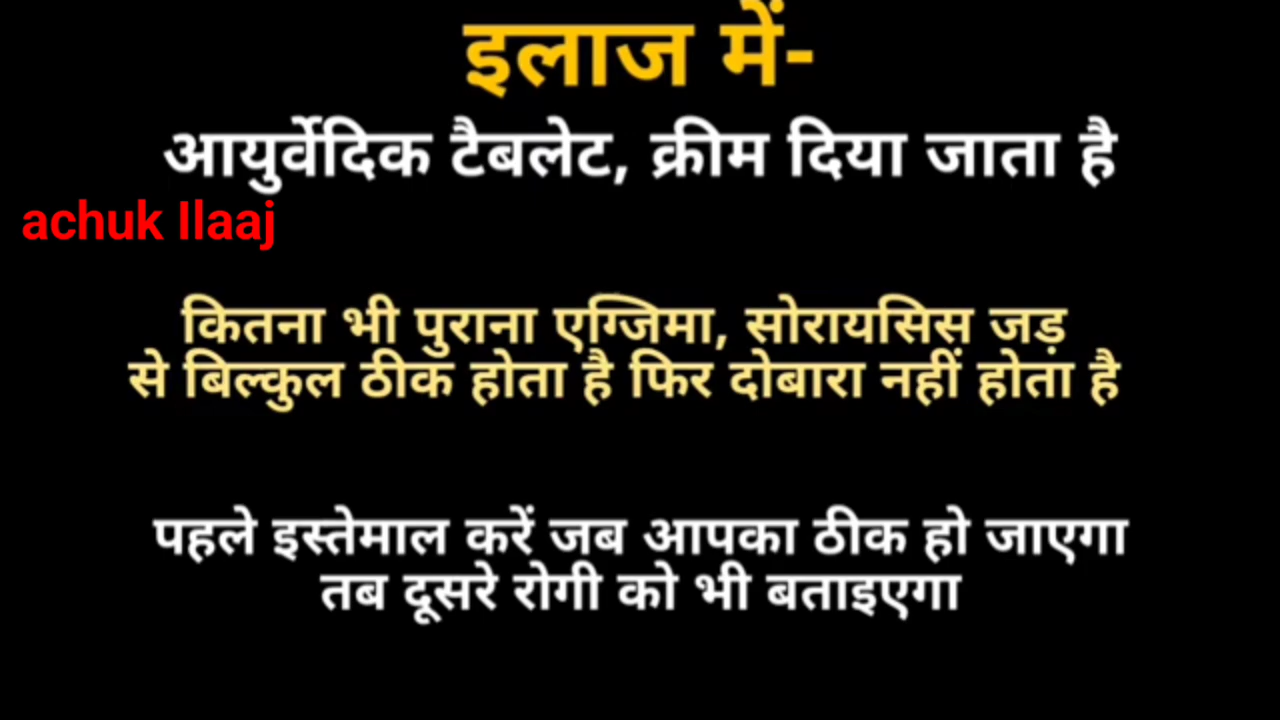 इलाज में-
आयुर्वेदिक टैबलेट, क्रीम दिया जाता है
achuk Ilaaj
कितना भी पुराना एग्जिमा, सोरायसिस जड़
से बिल्कुल ठीक होता है फिर दोबारा नहीं होता है
पहले इस्तेमाल करें जब आपका ठीक हो जाएगा
तब दूसरे रोगी को भी बताइएगा